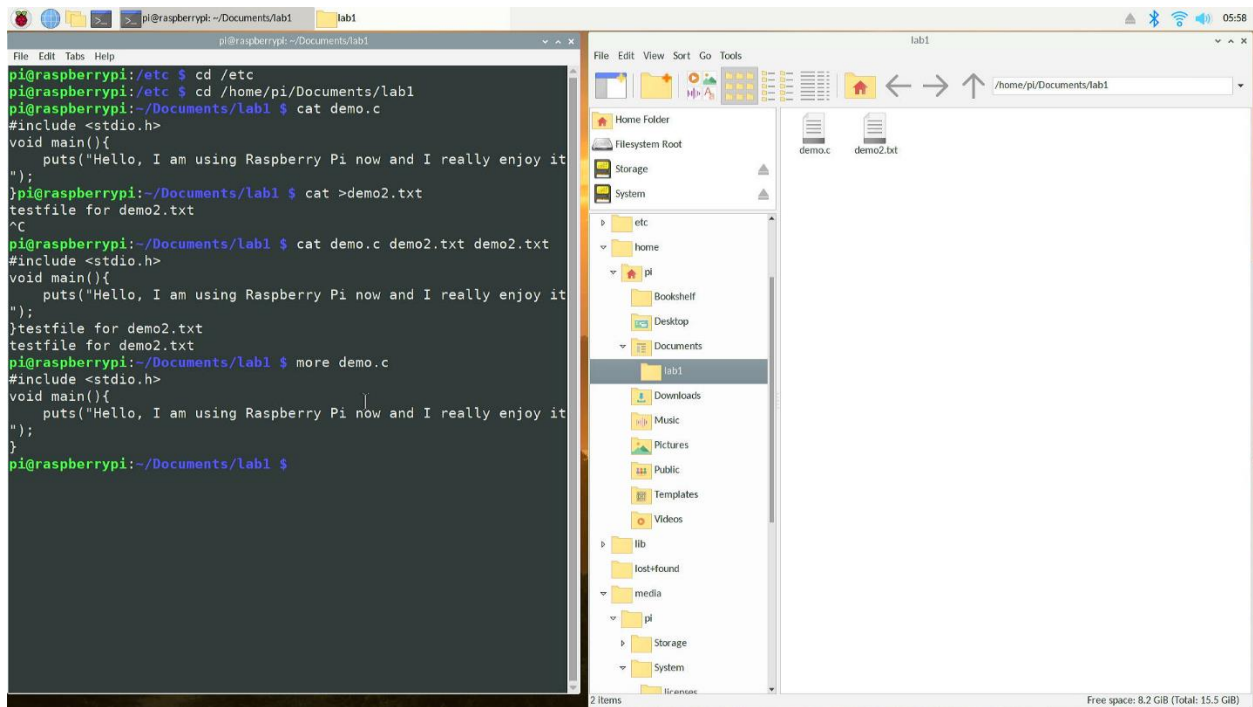 pi@raspberrypi: ~/Documents/lab1
lab1
05:58
pi@raspberrypi: ~/Documents/lab1
File Edit Tabs Help
pi@raspberrypi:/etc $ cd /etc
pi@raspberrypi:/etc $ cd /home/pi/Documents/lab1
pi@raspberrypi:~/Documents/lab1 $ cat demo.c
#include <stdio.h>
void main(){
    puts("Hello, I am using Raspberry Pi now and I really enjoy it
");
}pi@raspberrypi:~/Documents/lab1 $ cat >demo2.txt
testfile for demo2.txt
^C
pi@raspberrypi:~/Documents/lab1 $ cat demo.c demo2.txt demo2.txt
#include <stdio.h>
void main(){
    puts("Hello, I am using Raspberry Pi now and I really enjoy it
");
}testfile for demo2.txt
testfile for demo2.txt
pi@raspberrypi:~/Documents/lab1 $ more demo.c
#include <stdio.h>
void main(){
    puts("Hello, I am using Raspberry Pi now and I really enjoy it
");
}
pi@raspberrypi:~/Documents/lab1 $
lab1
File Edit View Sort Go Tools
/home/pi/Documents/lab1
Home Folder
Filesystem Root
Storage
System
etc
home
pi
Bookshelf
Desktop
Documents
lab1
Downloads
Music
Pictures
Public
Templates
Videos
lib
lost+found
media
pi
Storage
System
licenses
demo.c
demo2.txt
2 items
Free space: 8.2 GiB (Total: 15.5 GiB)